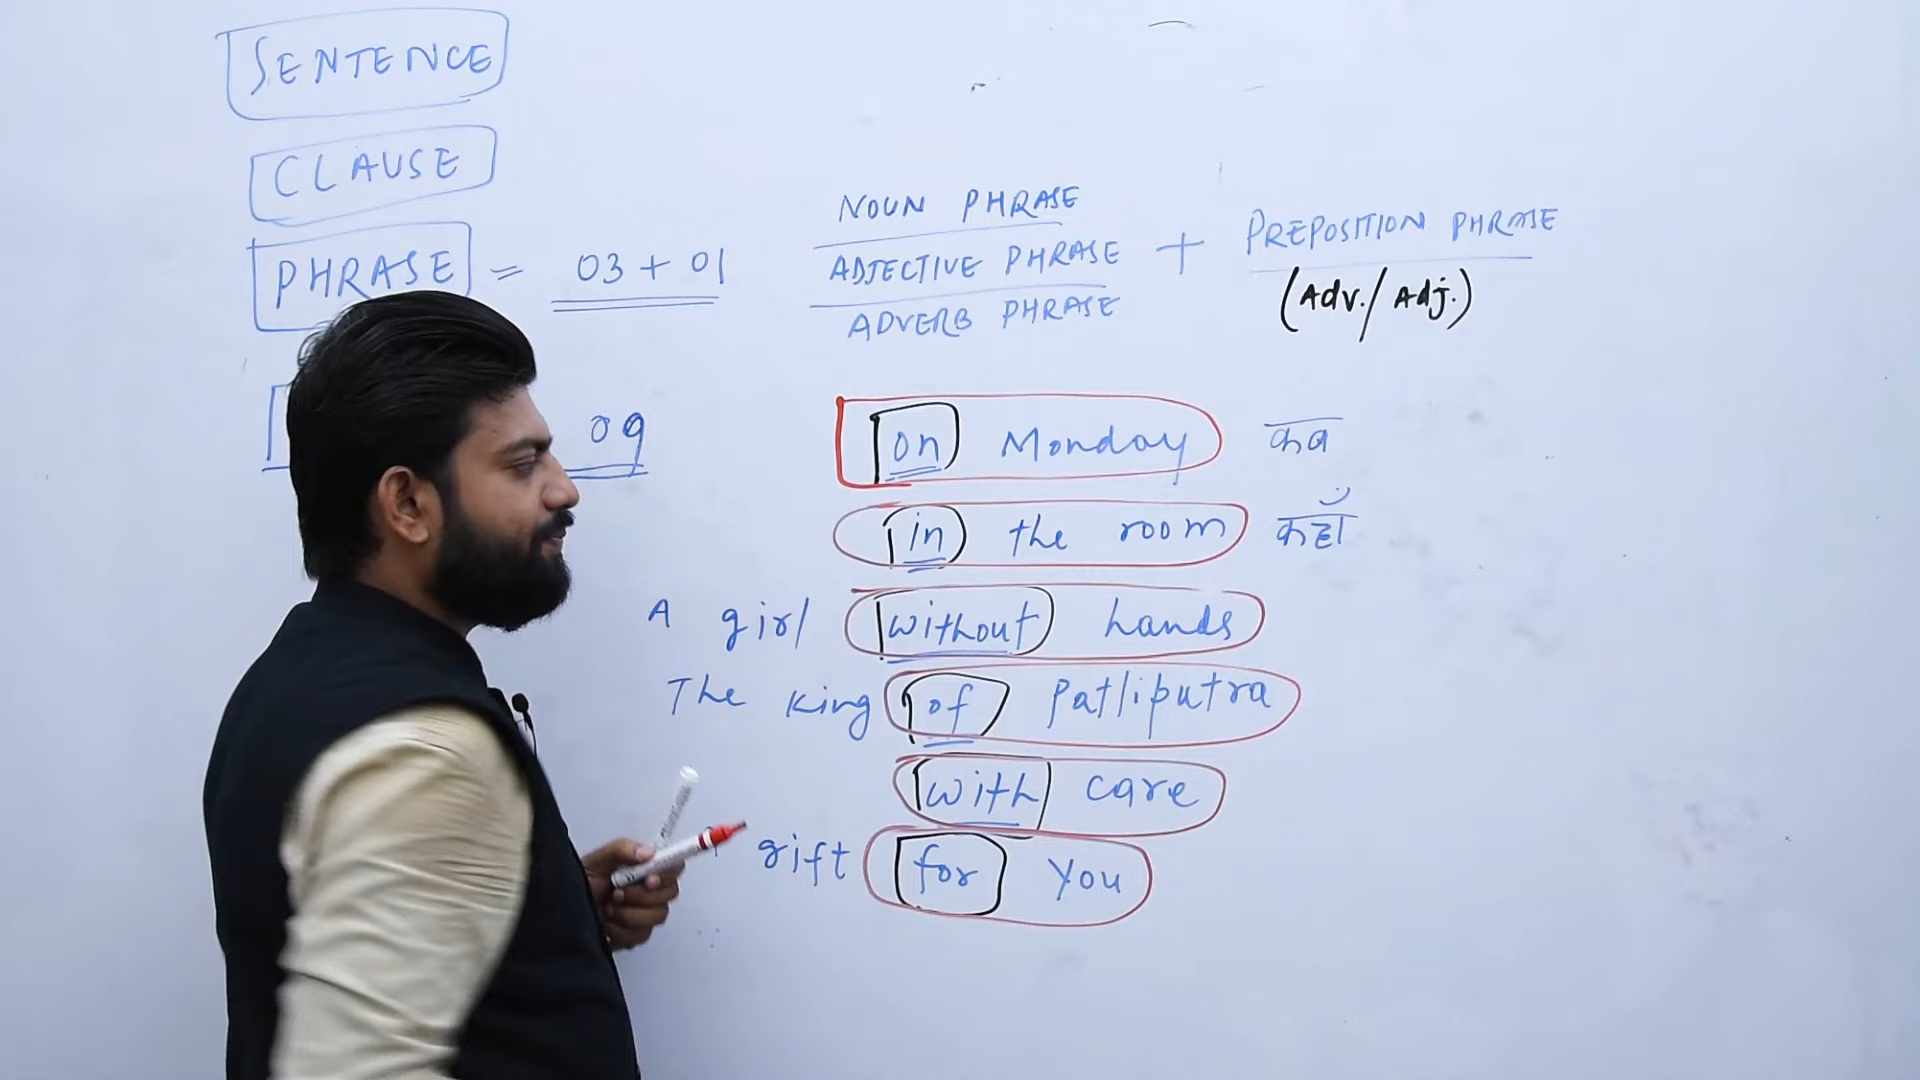 SENTENCE
CLAUSE
PHRASE = 03 + 01
NOUN PHRASE
ADJECTIVE PHRASE + PREPOSITION PHRASE
ADVERB PHRASE (Adv./Adj.)
09
on Monday कब
in the room कहाँ
A girl without hands
The King of Patliputra
with care
gift for You